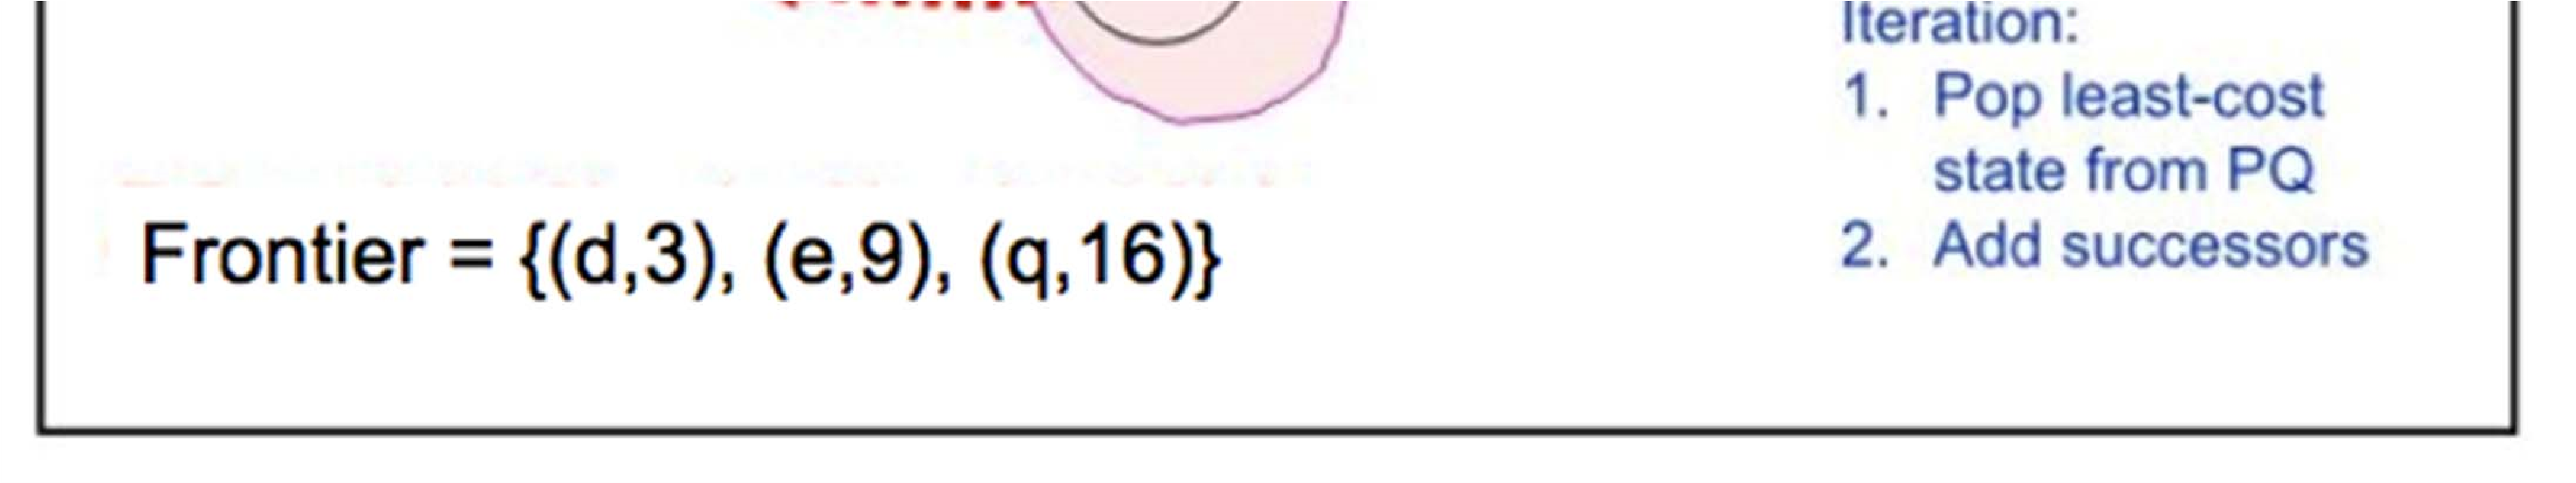 Iteration:
1. Pop least-cost
state from PQ
2. Add successors
Frontier = {(d,3), (e,9), (q,16)}